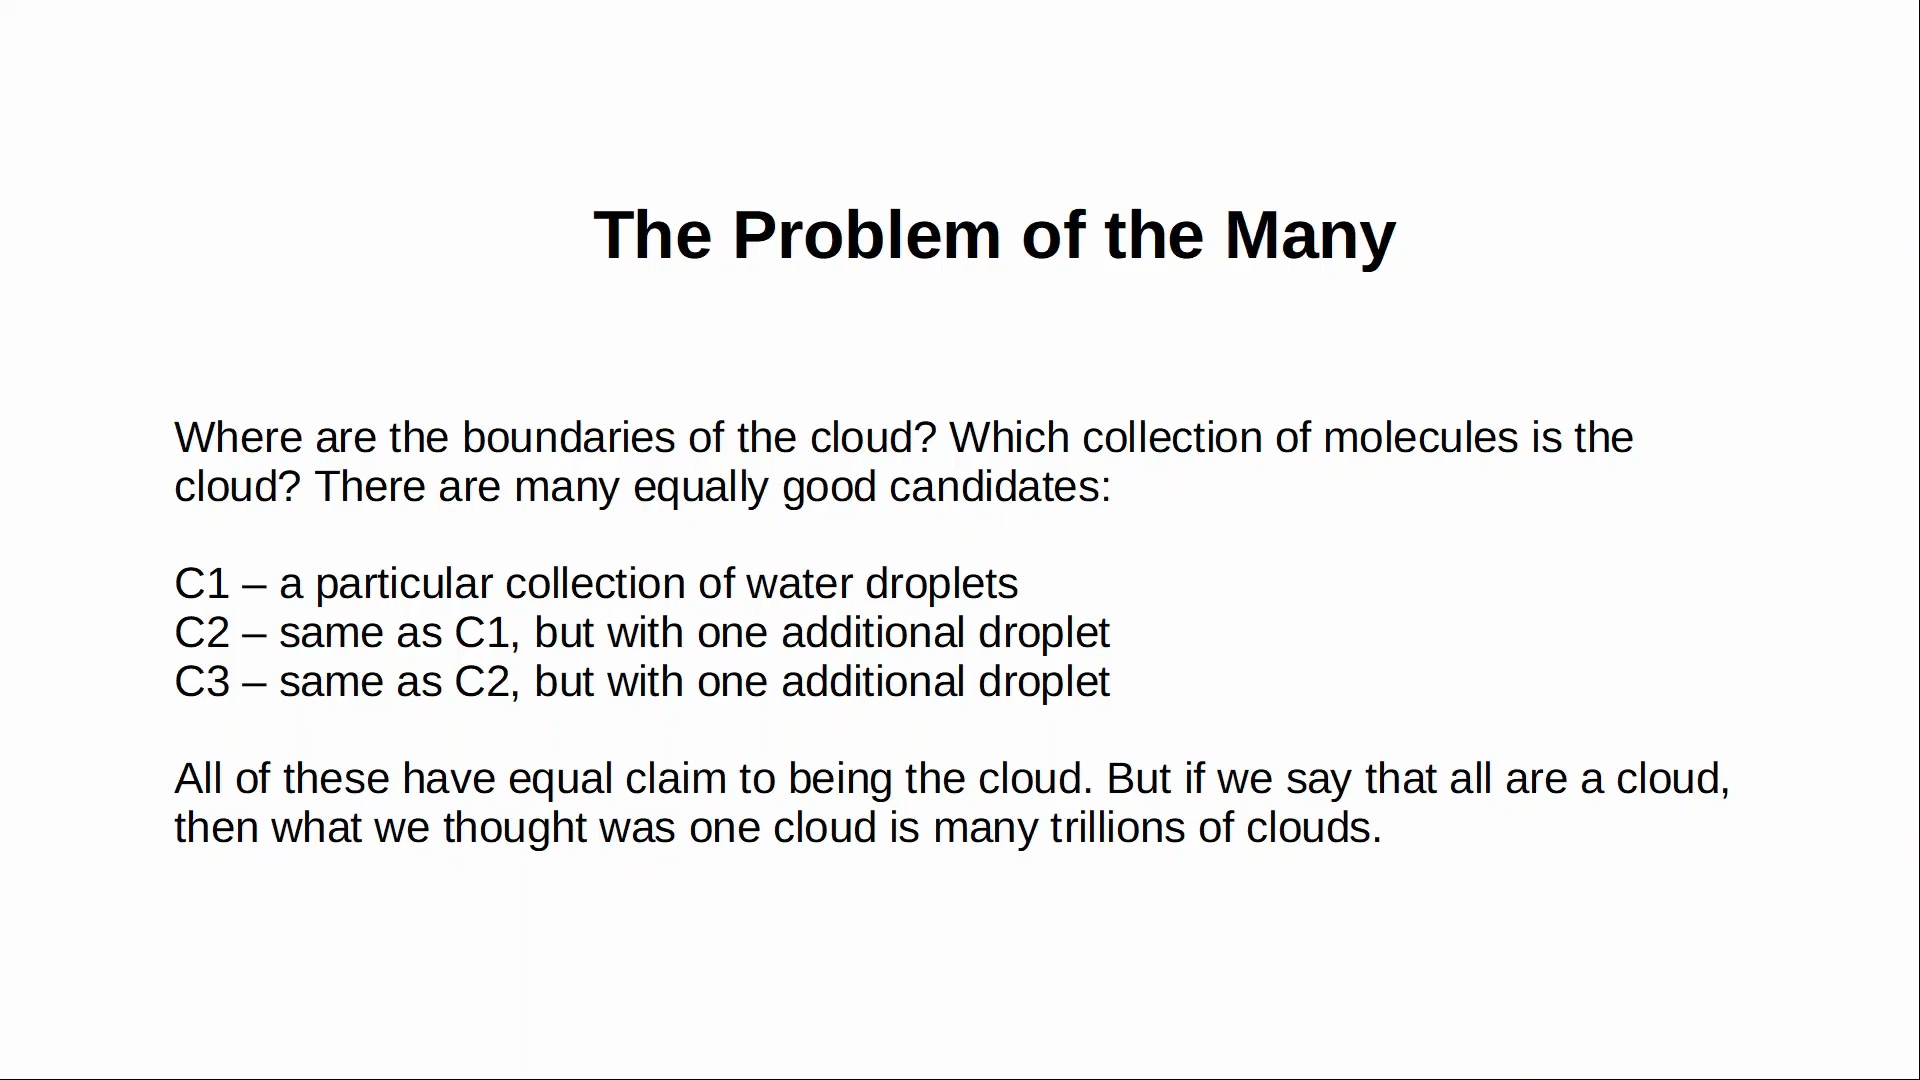 The Problem of the Many
Where are the boundaries of the cloud? Which collection of molecules is the
cloud? There are many equally good candidates:
C1 – a particular collection of water droplets
C2 – same as C1, but with one additional droplet
C3 – same as C2, but with one additional droplet
All of these have equal claim to being the cloud. But if we say that all are a cloud,
then what we thought was one cloud is many trillions of clouds.